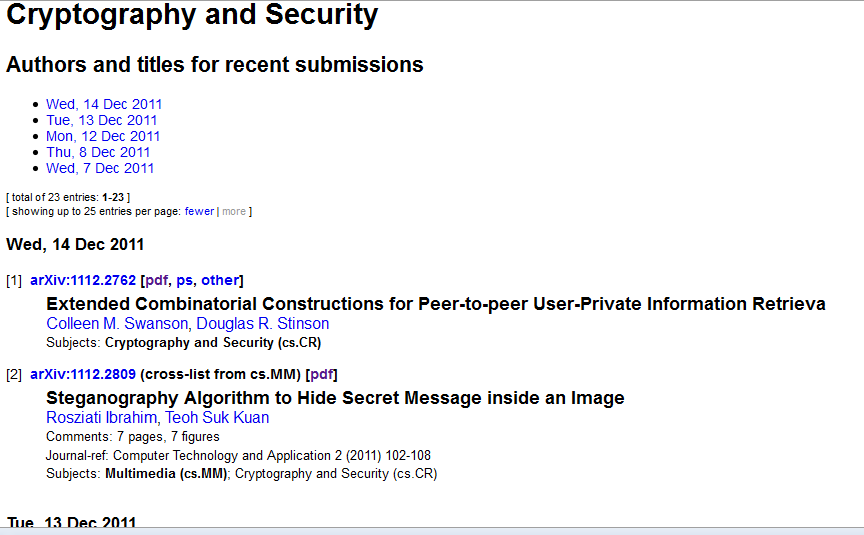 Cryptography and Security
Authors and titles for recent submissions
• Wed, 14 Dec 2011
• Tue, 13 Dec 2011
• Mon, 12 Dec 2011
• Thu, 8 Dec 2011
• Wed, 7 Dec 2011
[ total of 23 entries: 1-23 ]
[ showing up to 25 entries per page: fewer | more ]
Wed, 14 Dec 2011
[1] arXiv:1112.2762 [pdf, ps, other]
Extended Combinatorial Constructions for Peer-to-peer User-Private Information Retrieva
Colleen M. Swanson, Douglas R. Stinson
Subjects: Cryptography and Security (cs.CR)
[2] arXiv:1112.2809 (cross-list from cs.MM) [pdf]
Steganography Algorithm to Hide Secret Message inside an Image
Rosziati Ibrahim, Teoh Suk Kuan
Comments: 7 pages, 7 figures
Journal-ref: Computer Technology and Application 2 (2011) 102-108
Subjects: Multimedia (cs.MM); Cryptography and Security (cs.CR)
Tue, 13 Dec 2011